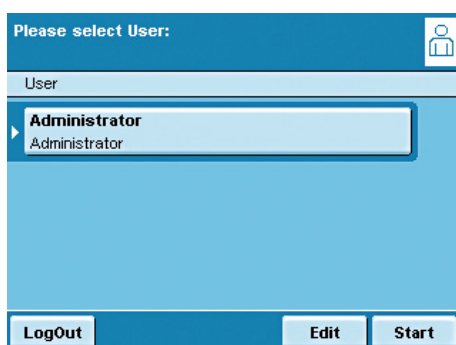 Please select User:
User
Administrator
Administrator
LogOut Edit Start